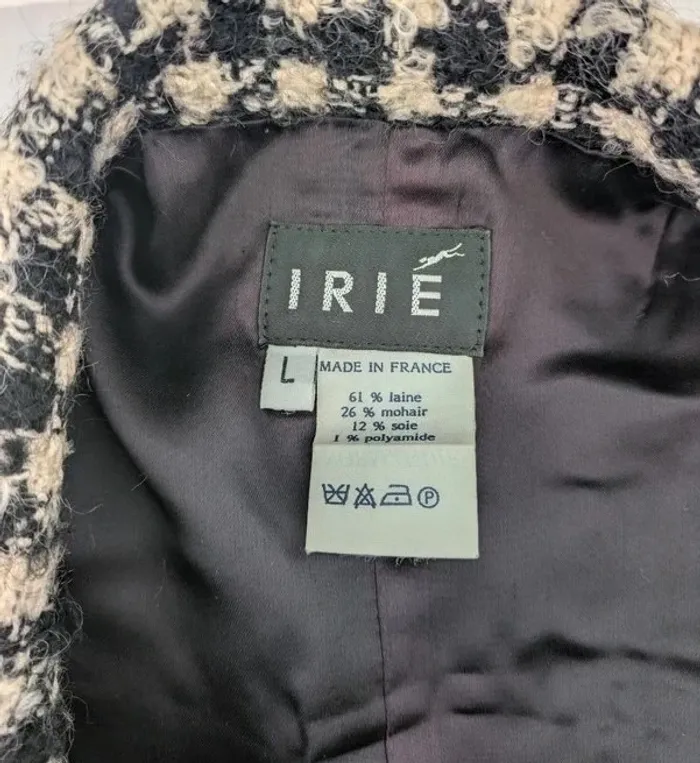 IRIÉ
L
MADE IN FRANCE
61 % laine
26 % mohair
12 % soie
1 % polyamide
P